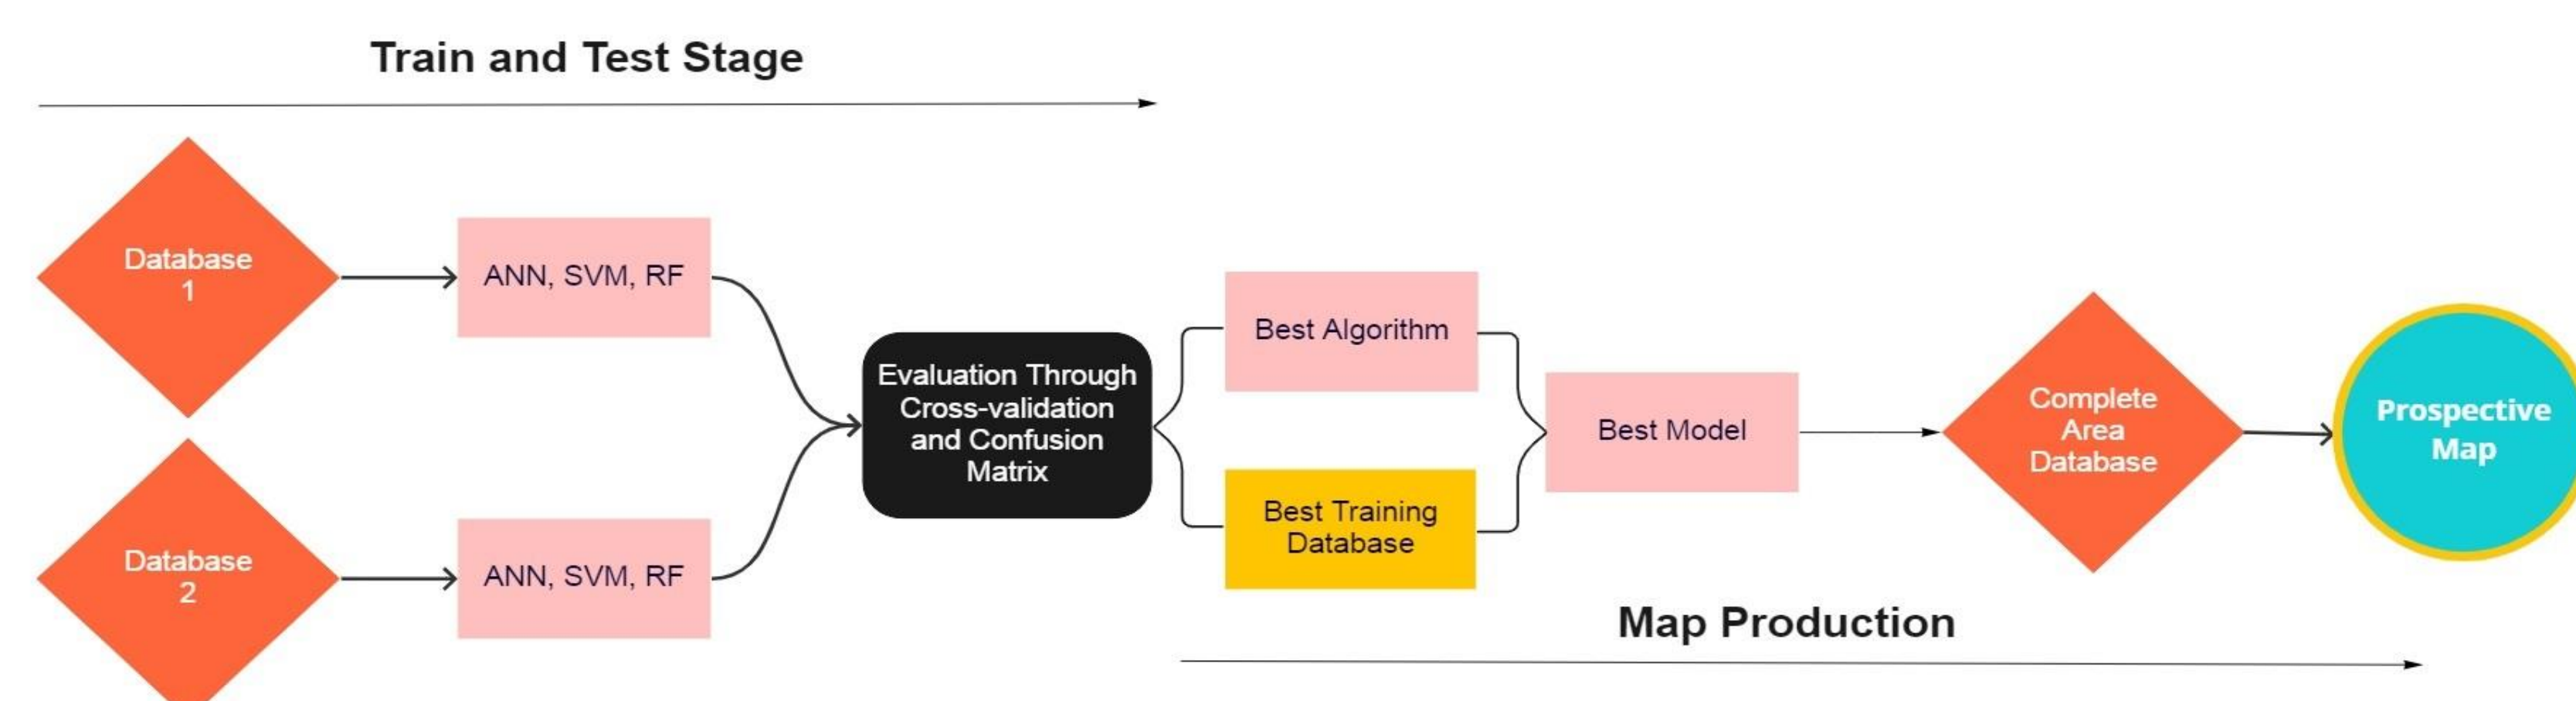 Train and Test Stage
Database
1
ANN, SVM, RF
Database
2
ANN, SVM, RF
Evaluation Through
Cross-validation
and Confusion
Matrix
Best Algorithm
Best Training
Database
Best Model
Complete
Area
Database
Prospective
Map
Map Production